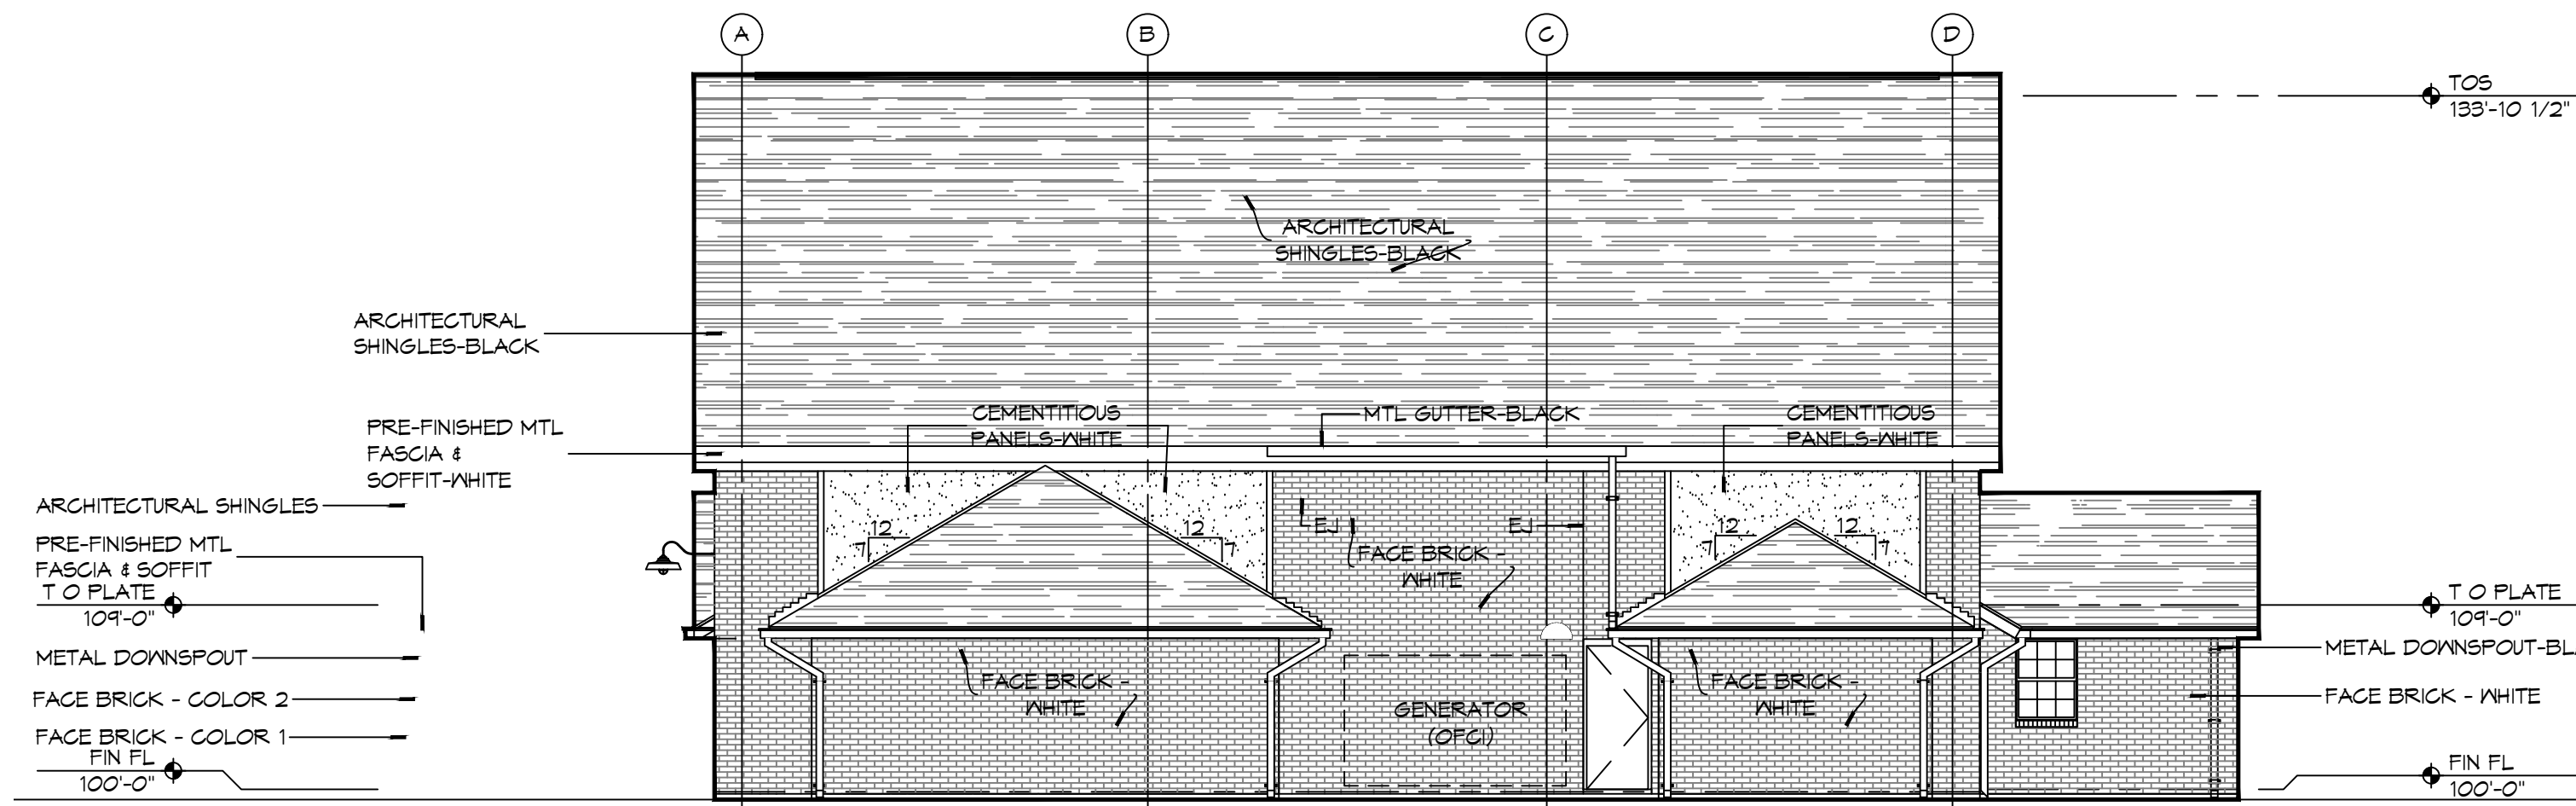 A
B
C
D
TOS
133'-10 1/2"
ARCHITECTURAL
SHINGLES-BLACK
ARCHITECTURAL
SHINGLES-BLACK
PRE-FINISHED MTL
FASCIA &
SOFFIT-WHITE
CEMENTITIOUS
PANELS-WHITE
MTL GUTTER-BLACK
CEMENTITIOUS
PANELS-WHITE
ARCHITECTURAL SHINGLES
PRE-FINISHED MTL
FASCIA & SOFFIT
T O PLATE
109'-0"
METAL DOWNSPOUT
FACE BRICK - COLOR 2
FACE BRICK - COLOR 1
FIN FL
100'-0"
12
7
12
7
EJ
EJ
FACE BRICK -
WHITE
12
7
12
7
FACE BRICK -
WHITE
GENERATOR
(OFCI)
FACE BRICK -
WHITE
T O PLATE
109'-0"
METAL DOWNSPOUT-BL
FACE BRICK - WHITE
FIN FL
100'-0"